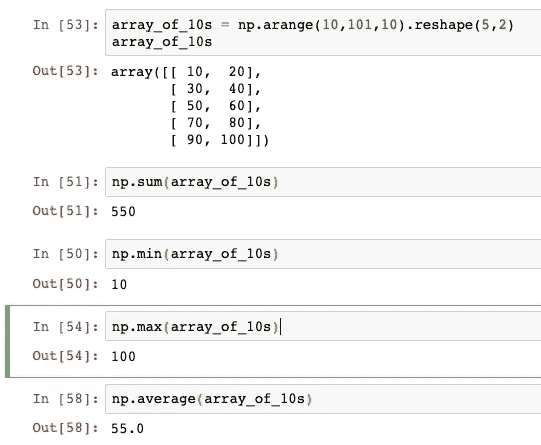 In [53]: array_of_10s = np.arange(10,101,10).reshape(5,2)
array_of_10s
Out[53]: array([[ 10,  20],
[ 30,  40],
[ 50,  60],
[ 70,  80],
[ 90, 100]])
In [51]: np.sum(array_of_10s)
Out[51]: 550
In [50]: np.min(array_of_10s)
Out[50]: 10
In [54]: np.max(array_of_10s)
Out[54]: 100
In [58]: np.average(array_of_10s)
Out[58]: 55.0